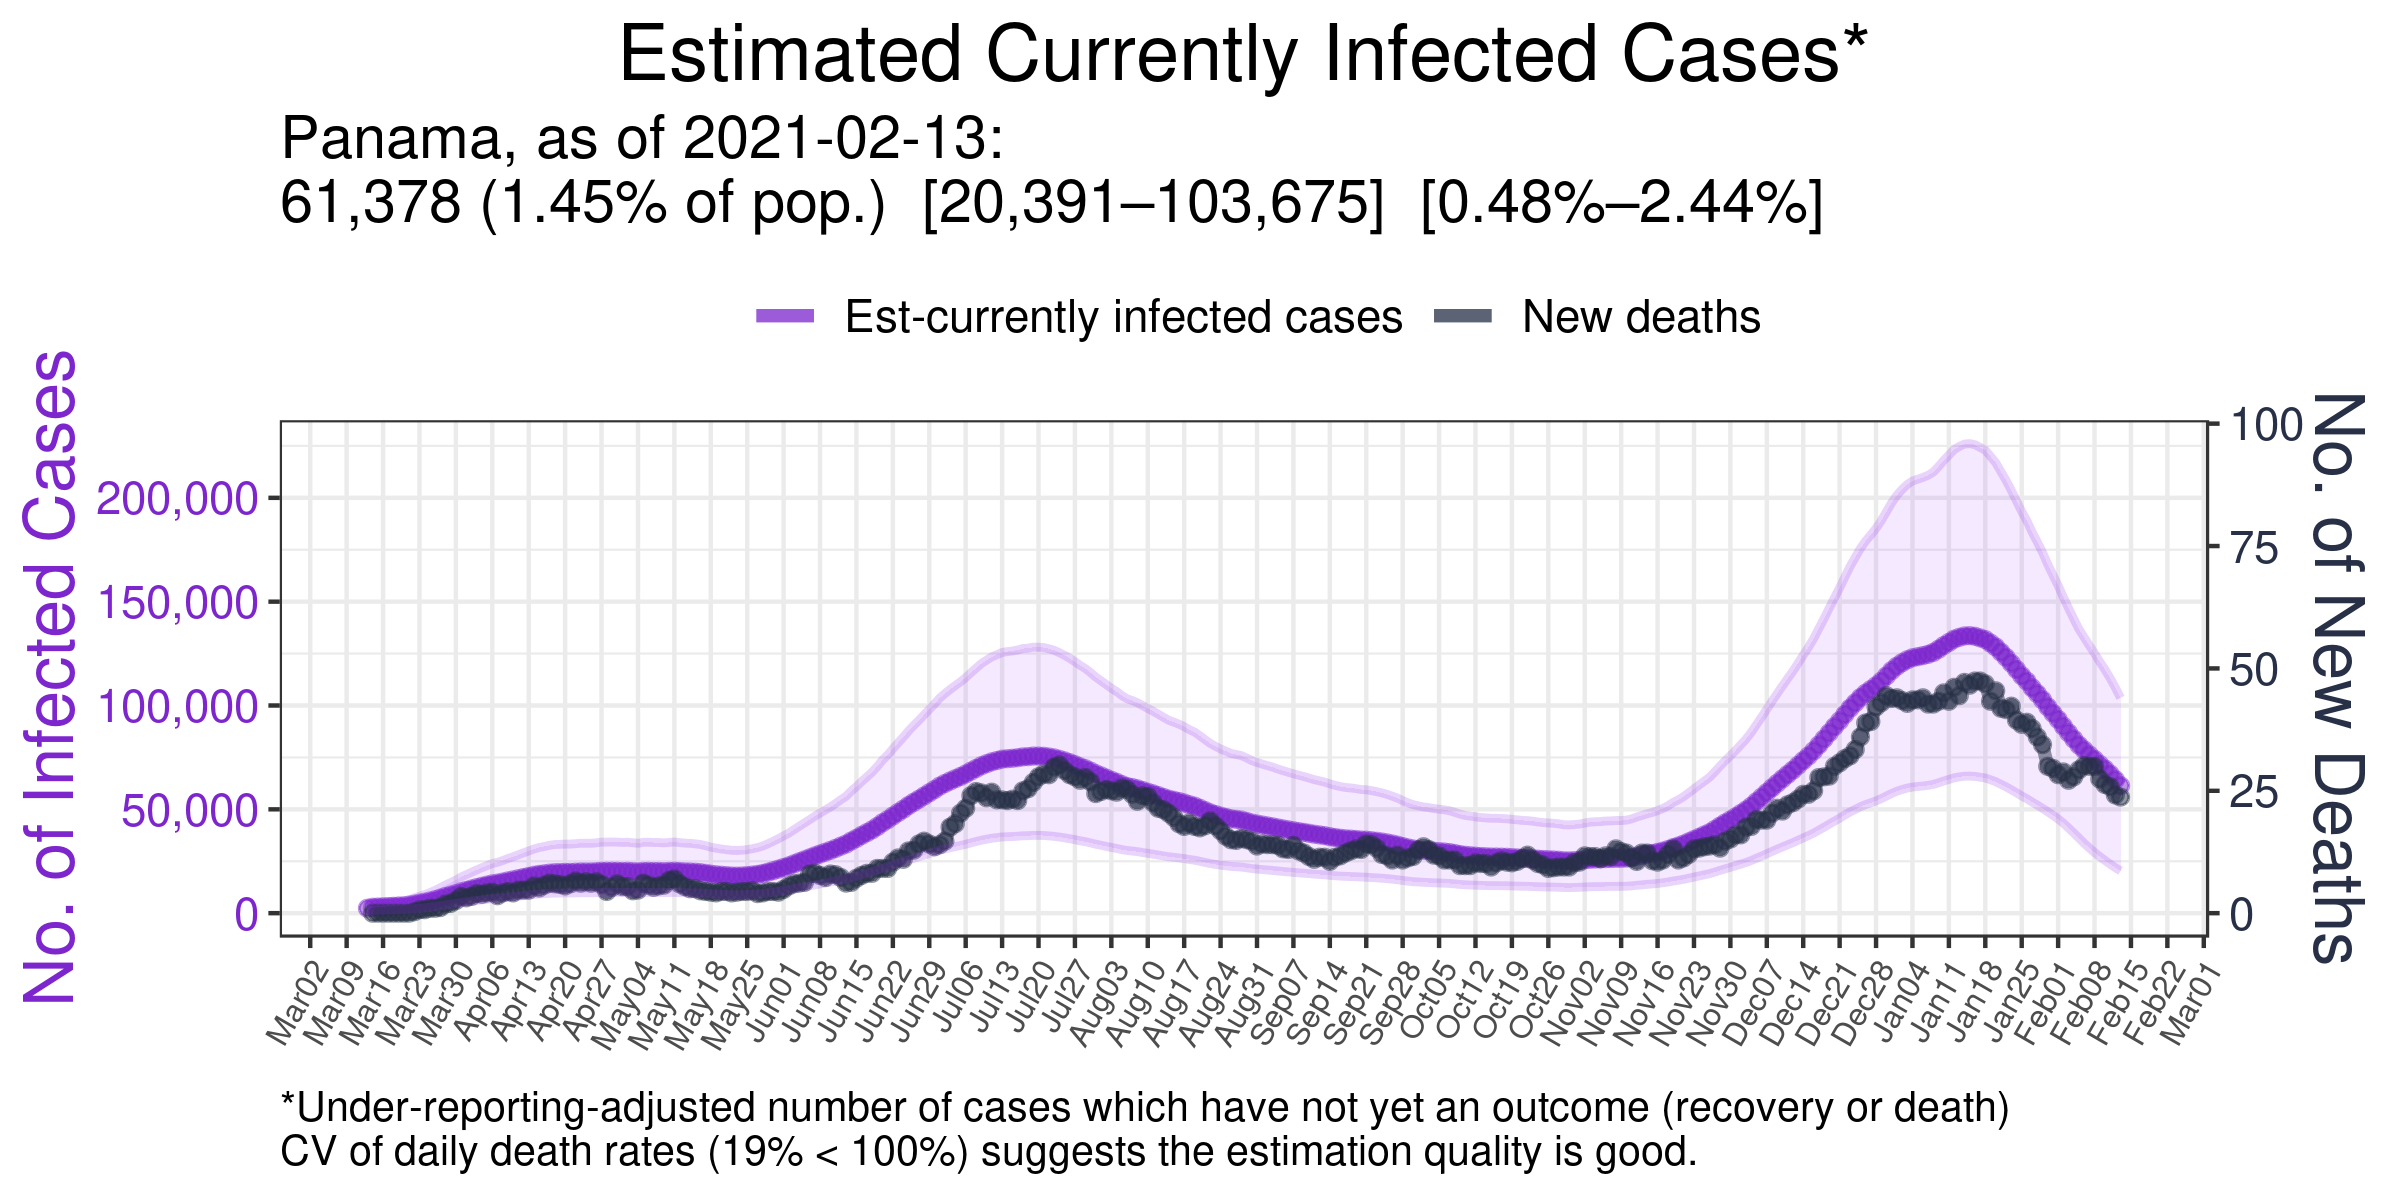 Estimated Currently Infected Cases*
Panama, as of 2021-02-13:
61,378 (1.45% of pop.) [20,391–103,675] [0.48%–2.44%]
Est-currently infected cases New deaths
No. of Infected Cases
200,000
150,000
100,000
50,000
0
100
75
50
25
0
No. of New Deaths
Mar02 Mar09 Mar16 Mar23 Mar30 Apr06 Apr13 Apr20 Apr27 May04 May11 May18 May25 Jun01 Jun08 Jun15 Jun22 Jun29 Jul06 Jul13 Jul20 Jul27 Aug03 Aug10 Aug17 Aug24 Aug31 Sep07 Sep14 Sep21 Sep28 Oct05 Oct12 Oct19 Oct26 Nov02 Nov09 Nov16 Nov23 Nov30 Dec07 Dec14 Dec21 Dec28 Jan04 Jan11 Jan18 Jan25 Feb01 Feb08 Feb15 Feb22 Mar01
*Under-reporting-adjusted number of cases which have not yet an outcome (recovery or death)
CV of daily death rates (19% < 100%) suggests the estimation quality is good.